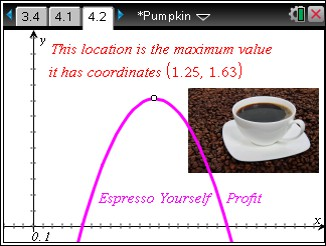 3.4 4.1 4.2 *Pumpkin
y
This location is the maximum value
it has coordinates (1.25, 1.63)
Espresso Yourself Profit
x
0.1